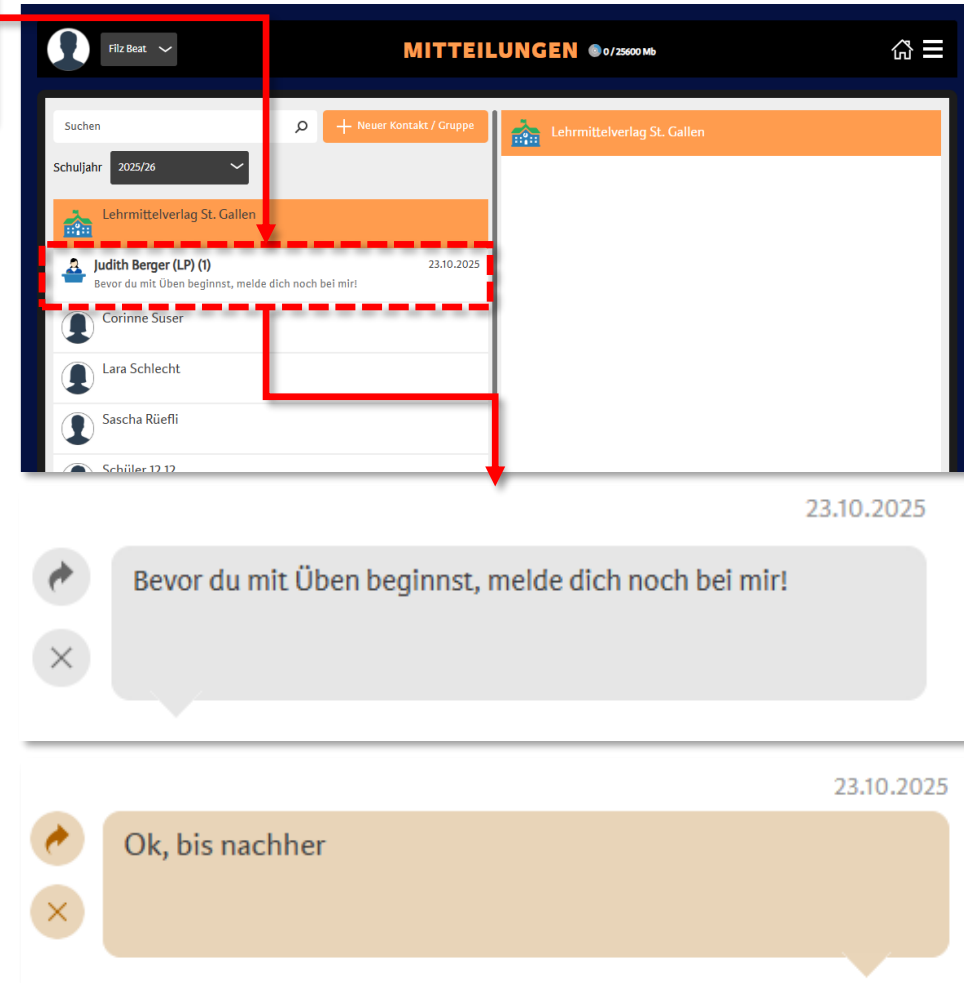 Filz Beat
MITTEILUNGEN 0 / 25600 Mb
Suchen
Neuer Kontakt / Gruppe
Schuljahr 2025/26
Lehrmittelverlag St. Gallen
Judith Berger (LP) (1) 23.10.2025
Bevor du mit Üben beginnst, melde dich noch bei mir!
Corinne Suser
Lara Schlecht
Sascha Rüefli
Schüler 12 12
Lehrmittelverlag St. Gallen
23.10.2025
Bevor du mit Üben beginnst, melde dich noch bei mir!
23.10.2025
Ok, bis nachher